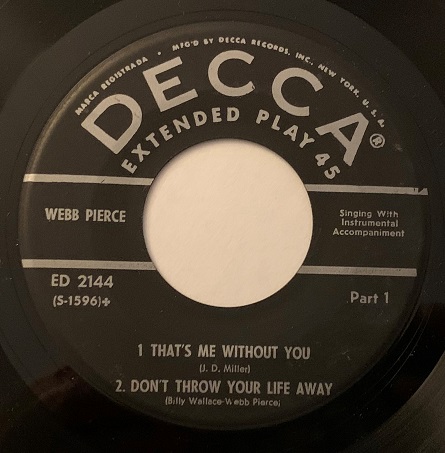 MARCA REGISTRADA • MFG'D BY DECCA RECORDS, INC., NEW YORK, U. S. A.
DECCA®
EXTENDED PLAY 45
WEBB PIERCE
Singing With
Instrumental
Accompaniment
ED 2144
(S-1596)+
Part 1
1 THAT'S ME WITHOUT YOU
(J. D. Miller)
2. DON'T THROW YOUR LIFE AWAY
(Billy Wallace-Webb Pierce)